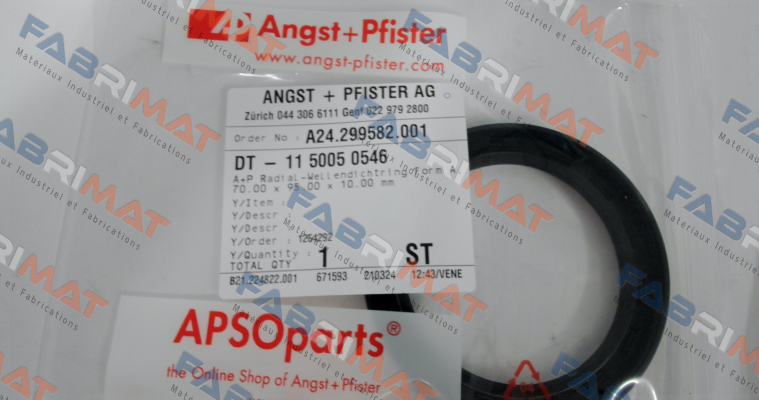 Angst+Pfister
www.angst-pfister.com
ANGST + PFISTER AG
Zürich 044 306 6111 Genf 022 979 2800
Order No : A24.299582.001
DT - 11 5005 0546
A+P Radial-Wellendichtring Form A
70.00 x 95.00 x 10.00 mm
Y/Item :
Y/Descr :
Y/Descr
Y/Order : 1264292
Y/Quantity : 1 ST
TOTAL QTY
B21.224822.001 671593 210324 12:43/VENE
APSOparts®
the Online Shop of Angst+Pfister
FABRIMAT
Matériaux Industriel et Fabrications